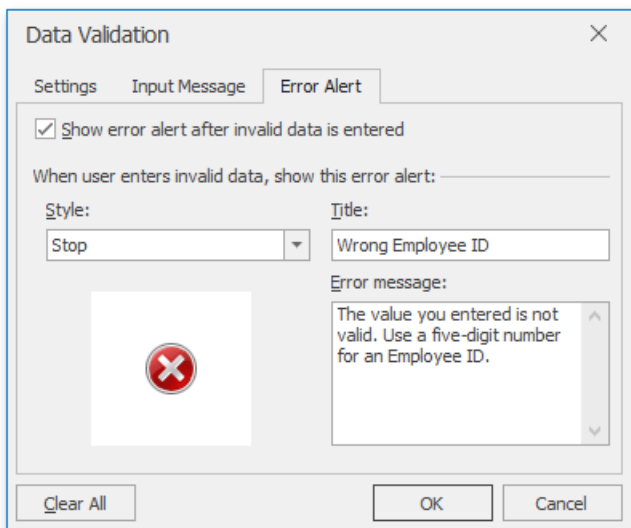 Data Validation
Settings Input Message Error Alert
Show error alert after invalid data is entered
When user enters invalid data, show this error alert:
Style: Title:
Stop Wrong Employee ID
Error message:
The value you entered is not
valid. Use a five-digit number
for an Employee ID.
Clear All OK Cancel